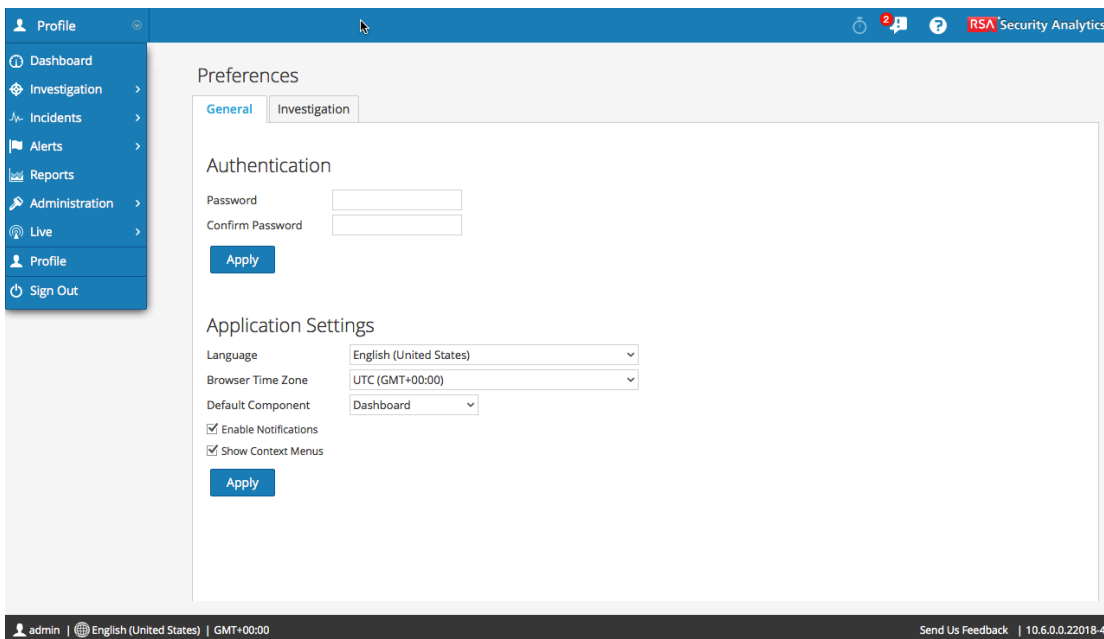 Profile
2
?
RSA Security Analytics
Dashboard
Investigation
Incidents
Alerts
Reports
Administration
Live
Profile
Sign Out
Preferences
General Investigation
Authentication
Password
Confirm Password
Apply
Application Settings
Language English (United States)
Browser Time Zone UTC (GMT+00:00)
Default Component Dashboard
Enable Notifications
Show Context Menus
Apply
admin | English (United States) | GMT+00:00
Send Us Feedback | 10.6.0.0.22018-4